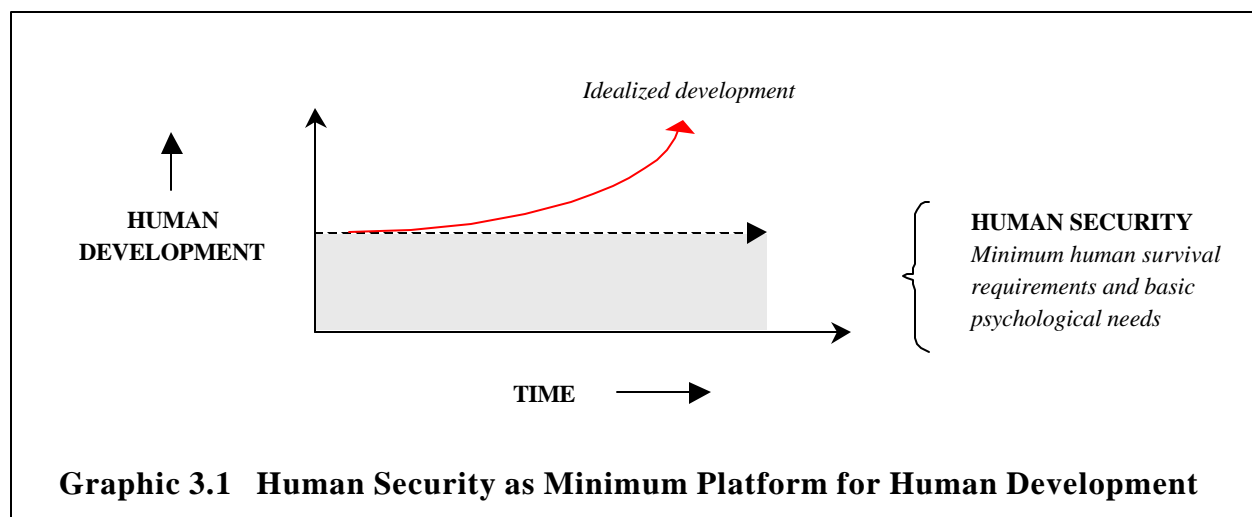 Idealized development
HUMAN
DEVELOPMENT
HUMAN SECURITY
Minimum human survival
requirements and basic
psychological needs
TIME
Graphic 3.1 Human Security as Minimum Platform for Human Development